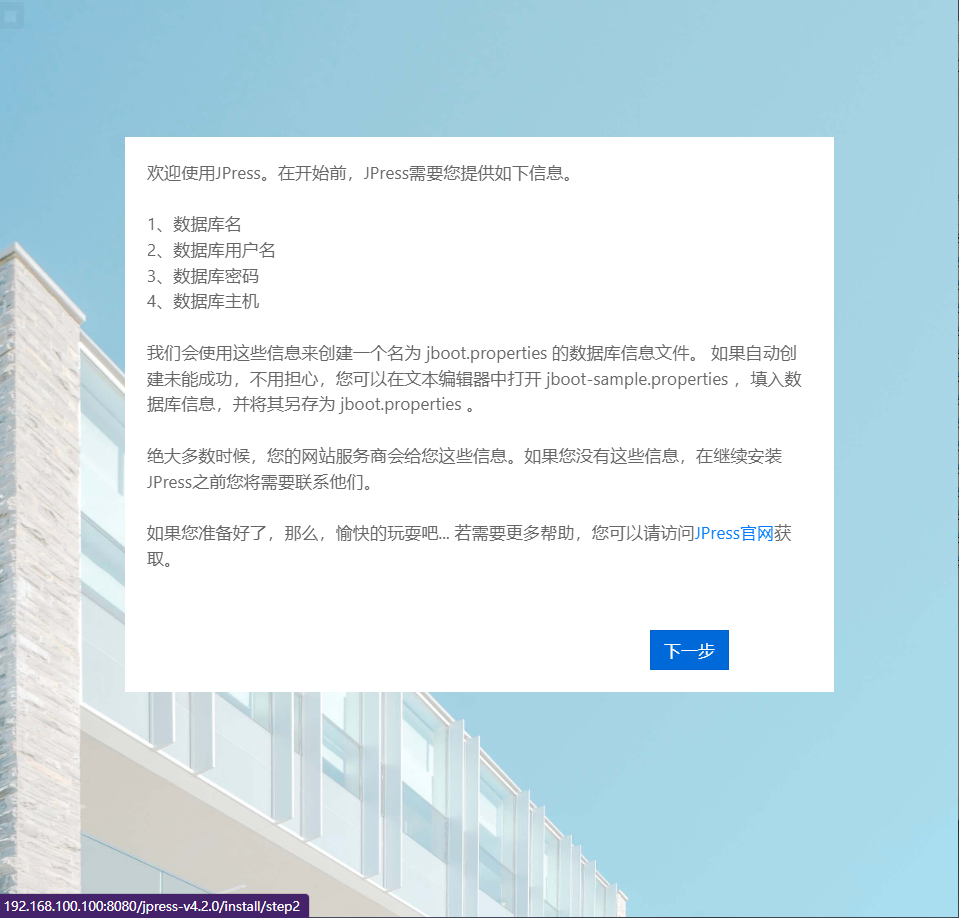 欢迎使用JPress。在开始前，JPress需要您提供如下信息。
1、数据库名
2、数据库用户名
3、数据库密码
4、数据库主机
我们会使用这些信息来创建一个名为 jboot.properties 的数据库信息文件。 如果自动创
建未能成功，不用担心，您可以在文本编辑器中打开 jboot-sample.properties ，填入数
据库信息，并将其另存为 jboot.properties 。
绝大多数时候，您的网站服务商会给您这些信息。如果您没有这些信息，在继续安装
JPress之前您将需要联系他们。
如果您准备好了，那么，愉快的玩耍吧... 若需要更多帮助，您可以请访问JPress官网获
取。
下一步
192.168.100.100:8080/jpress-v4.2.0/install/step2